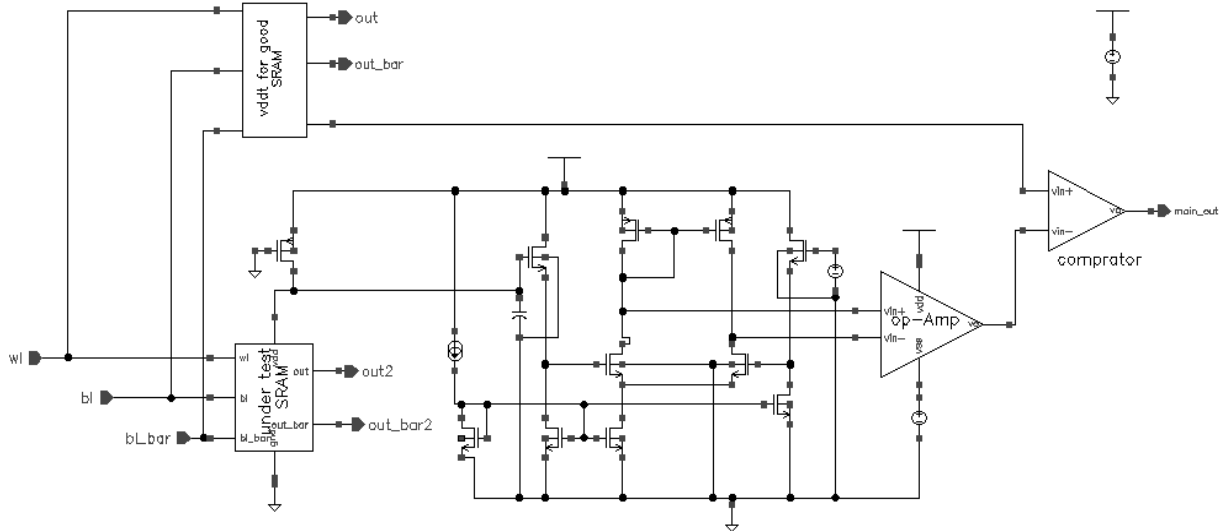 out
vddt for good
SRAM
out_bar
vin+
vo
main_out
vin-
comprator
vdd
vin+
op-Amp
vo
vin-
vss
wl
bl
bl_bar
vdd
wl
under test
SRAM
out
out2
bl
out_bar
out_bar2
bl_bar
gnd